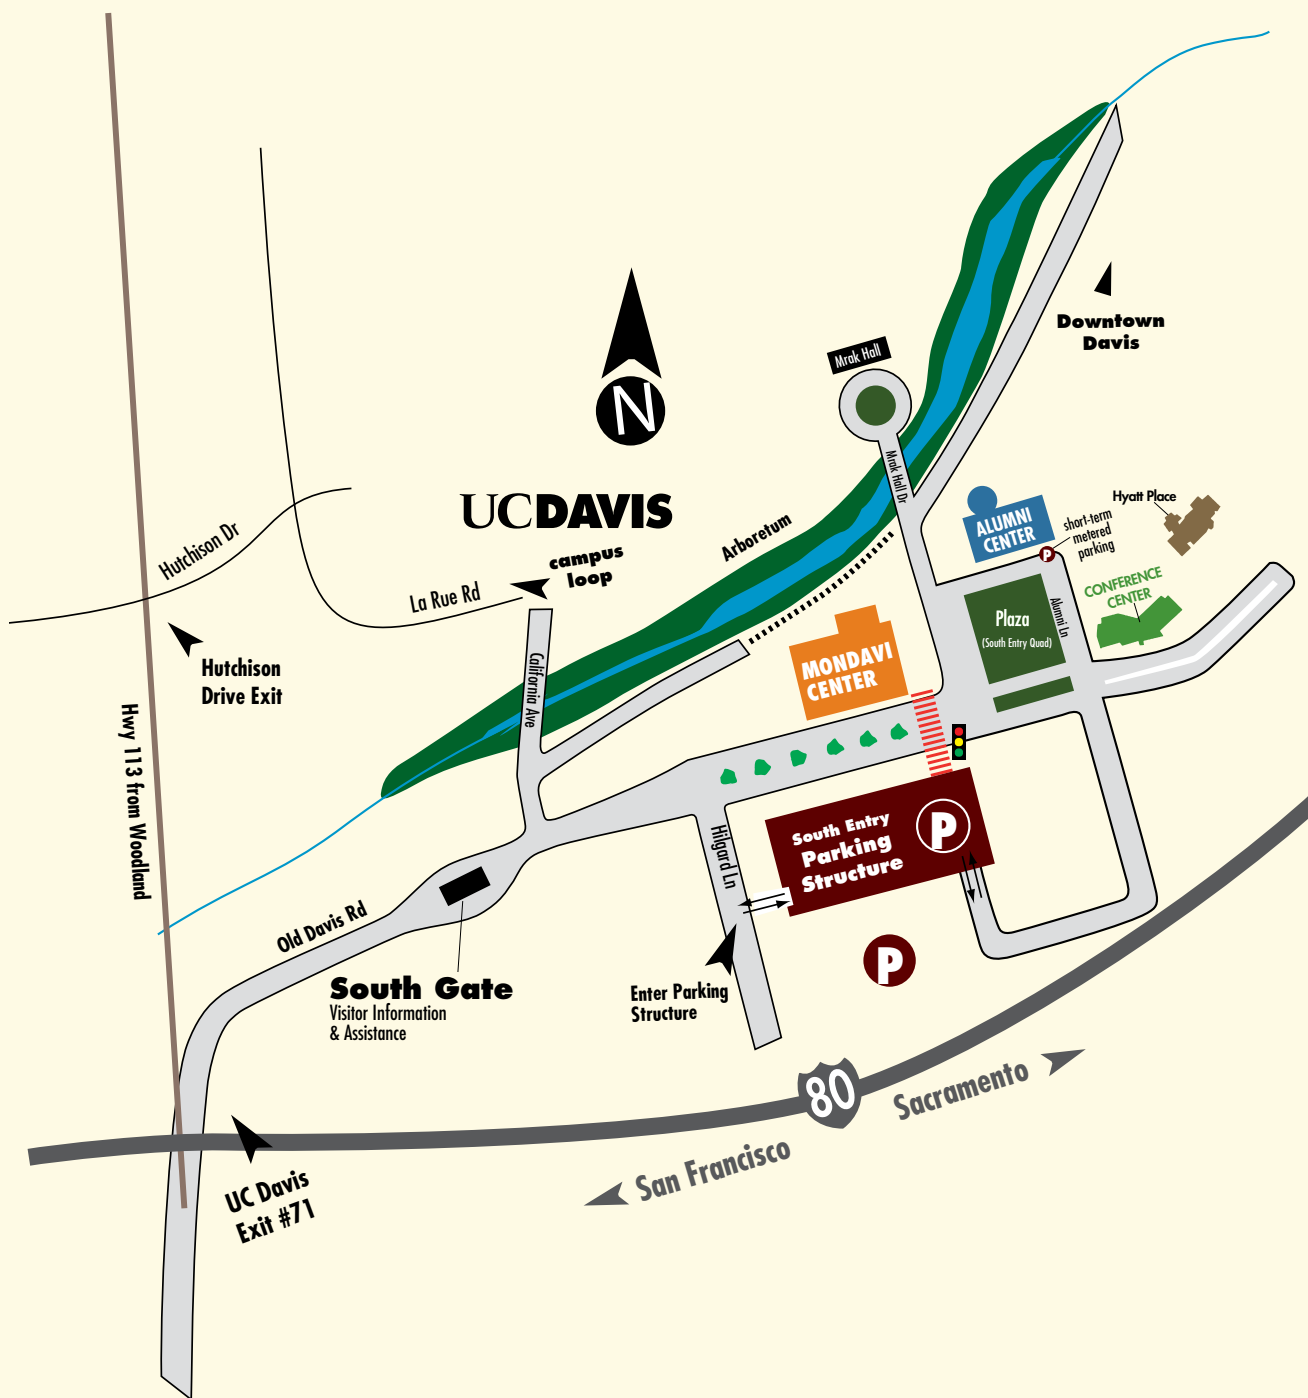 Mrak Hall
Downtown
Davis
Mrak Hall Dr
N
UCDAVIS
campus
loop
Arboretum
ALUMNI
CENTER
P
short-term
metered
parking
Hyatt Place
CONFERENCE
CENTER
Plaza
(South Entry Quad)
Alumni Ln
Hutchison Dr
La Rue Rd
Hutchison
Drive Exit
California Ave
MONDAVI
CENTER
Hwy 113 from Woodland
South Entry
Parking
Structure
P
Hilgard Ln
Old Davis Rd
South Gate
Visitor Information
& Assistance
Enter Parking
Structure
P
80
Sacramento
San Francisco
UC Davis
Exit #71